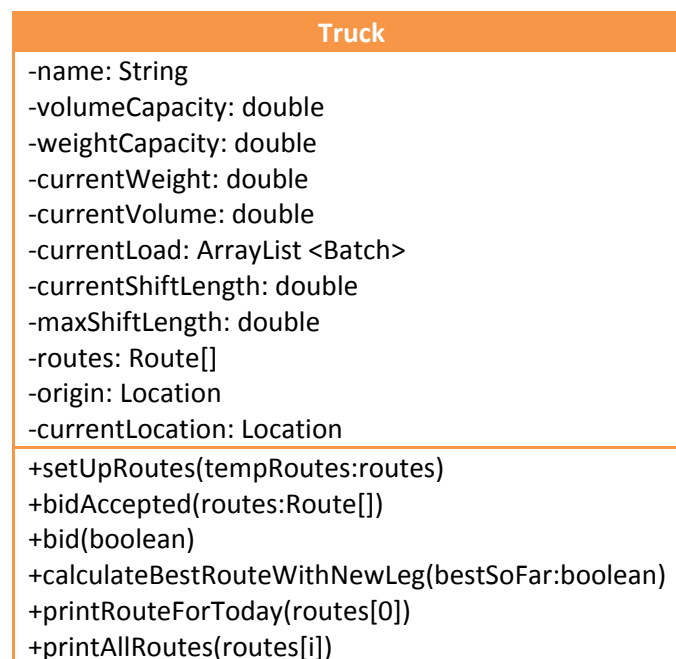 Truck
-name: String
-volumeCapacity: double
-weightCapacity: double
-currentWeight: double
-currentVolume: double
-currentLoad: ArrayList <Batch>
-currentShiftLength: double
-maxShiftLength: double
-routes: Route[]
-origin: Location
-currentLocation: Location
+setUpRoutes(tempRoutes:routes)
+bidAccepted(routes:Route[])
+bid(boolean)
+calculateBestRouteWithNewLeg(bestSoFar:boolean)
+printRouteForToday(routes[0])
+printAllRoutes(routes[i])